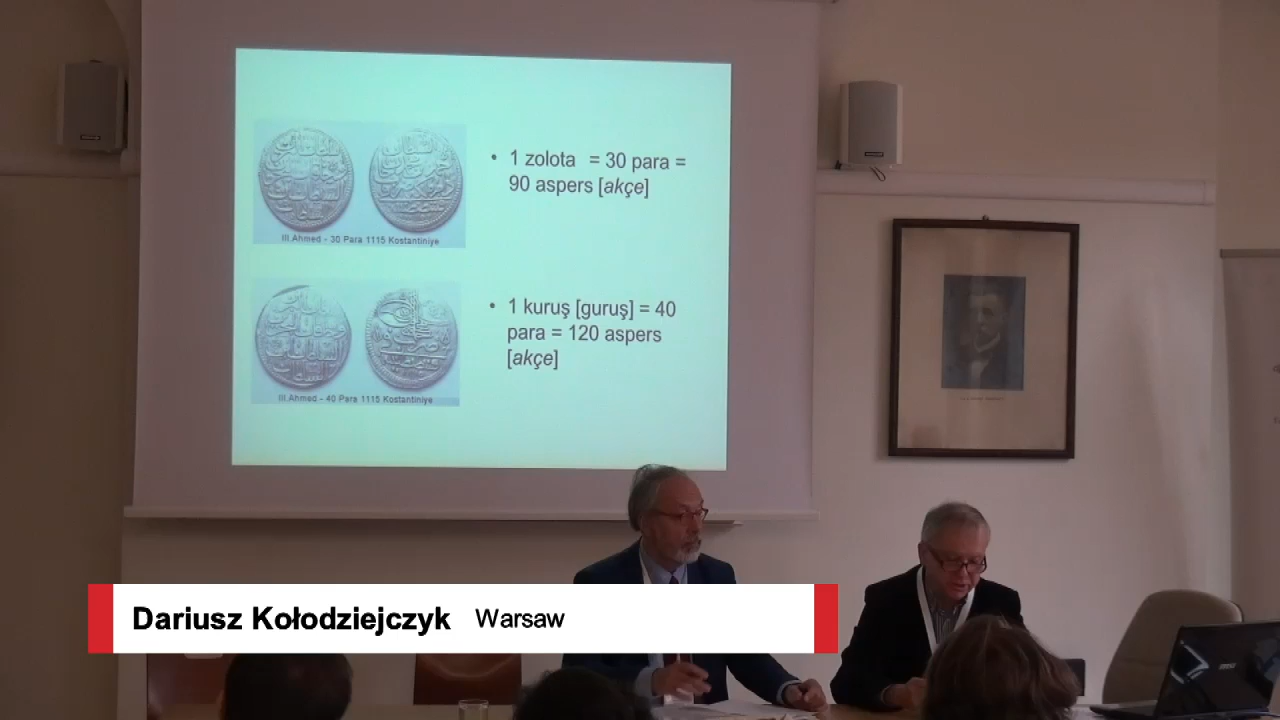 • 1 zolota = 30 para =
90 aspers [akçe]
III.Ahmed - 30 Para 1115 Kostantiniye
• 1 kuruş [guruş] = 40
para = 120 aspers
[akçe]
III.Ahmed - 40 Para 1115 Kostantiniye
Dariusz Kołodziejczyk Warsaw
msi